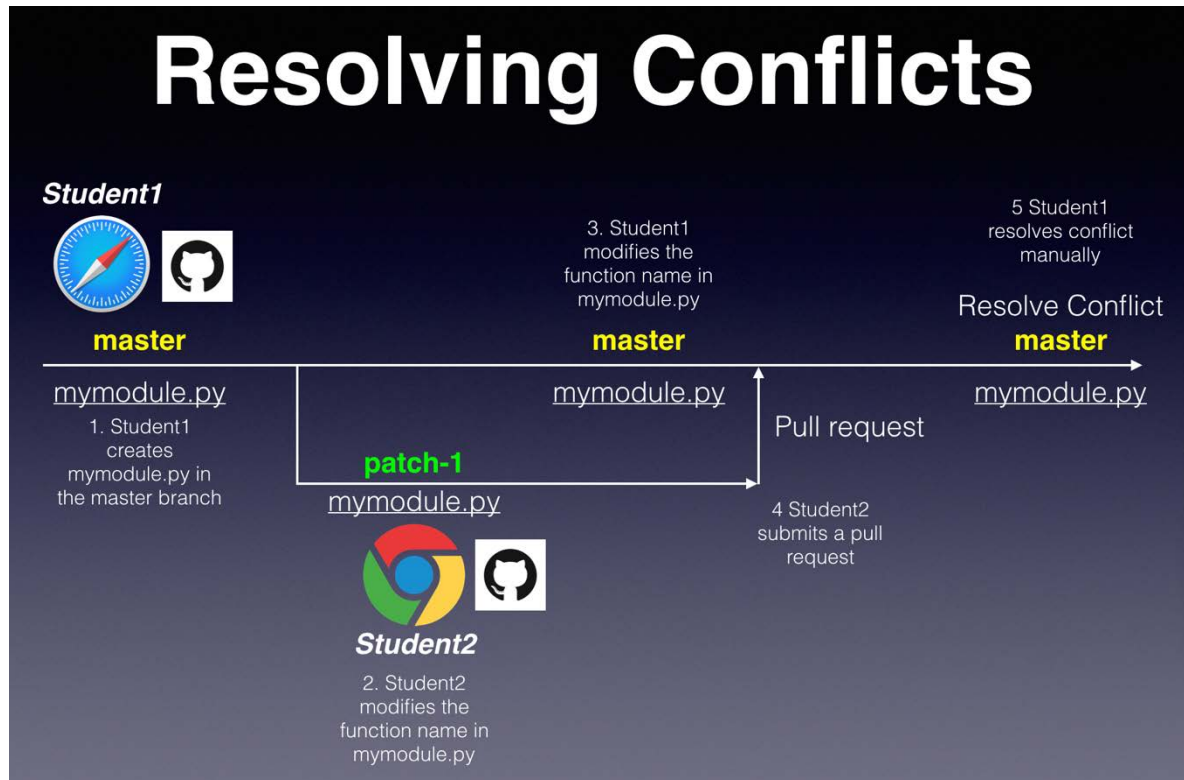 Resolving Conflicts
Student1
master
mymodule.py
1. Student1
creates
mymodule.py in
the master branch
patch-1
mymodule.py
Student2
2. Student2
modifies the
function name in
mymodule.py
3. Student1
modifies the
function name in
mymodule.py
master
mymodule.py
Pull request
4 Student2
submits a pull
request
5 Student1
resolves conflict
manually
Resolve Conflict
master
mymodule.py